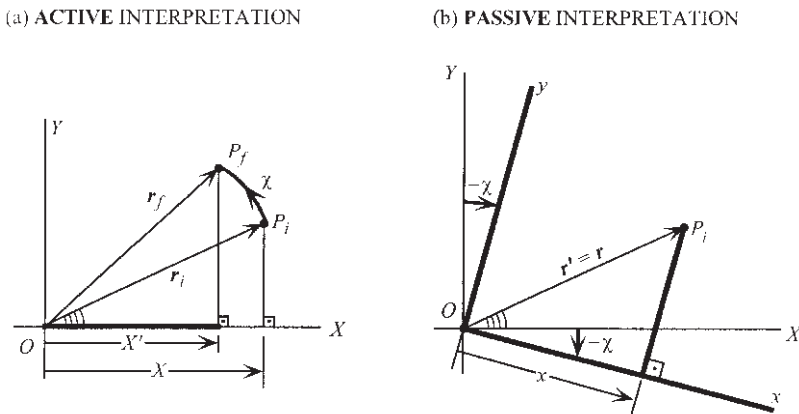 (a) ACTIVE INTERPRETATION
(b) PASSIVE INTERPRETATION
Y
P_f
χ
r_f
P_i
r_i
O
X
X'
X
Y
y
−χ
P_i
r' = r
O
X
−χ
x
x